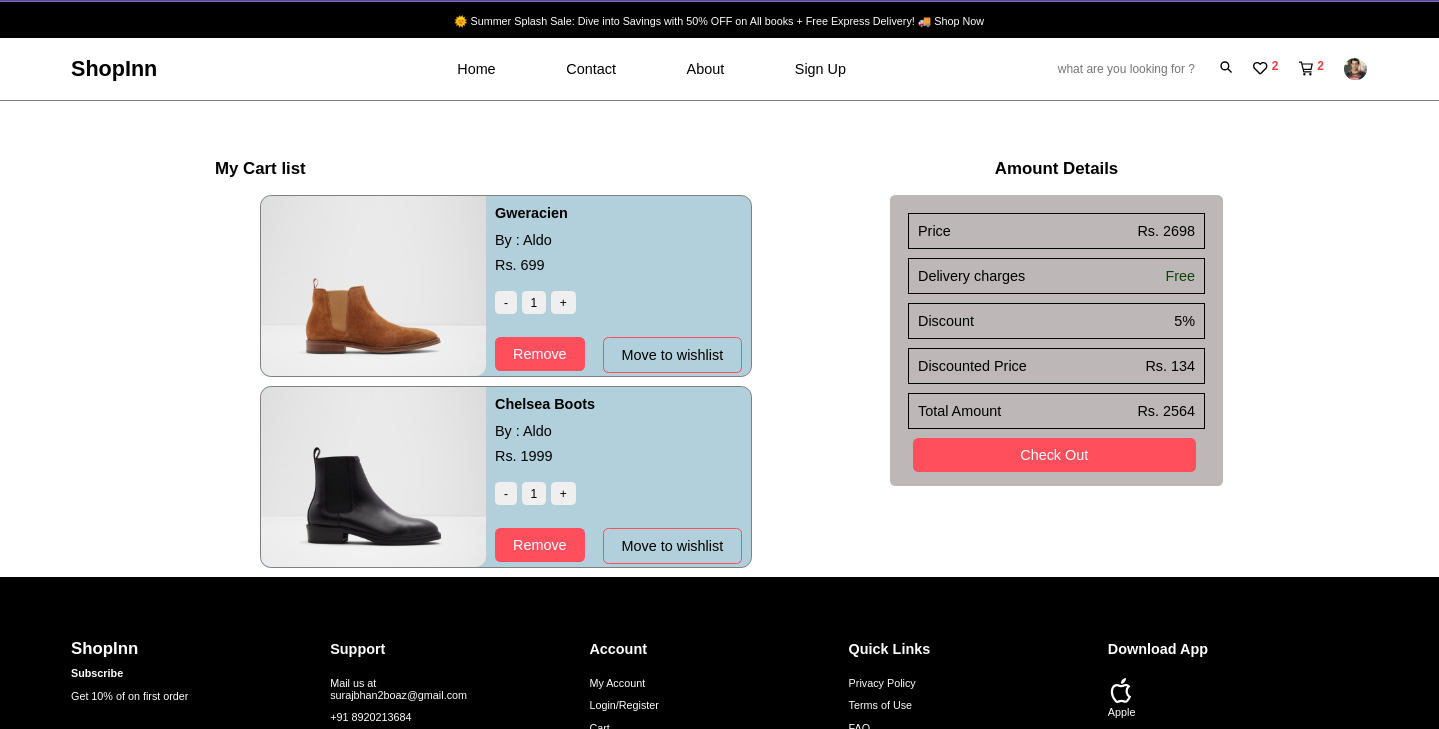 🌞 Summer Splash Sale: Dive into Savings with 50% OFF on All books + Free Express Delivery! 🚚 Shop Now
ShopInn
Home
Contact
About
Sign Up
what are you looking for ?
2
2
My Cart list
Gweracien
By : Aldo
Rs. 699
- 1 +
Remove
Move to wishlist
Chelsea Boots
By : Aldo
Rs. 1999
- 1 +
Remove
Move to wishlist
Amount Details
Price Rs. 2698
Delivery charges Free
Discount 5%
Discounted Price Rs. 134
Total Amount Rs. 2564
Check Out
ShopInn
Subscribe
Get 10% of on first order
Support
Mail us at
surajbhan2boaz@gmail.com
+91 8920213684
Account
My Account
Login/Register
Cart
Quick Links
Privacy Policy
Terms of Use
FAQ
Download App
Apple